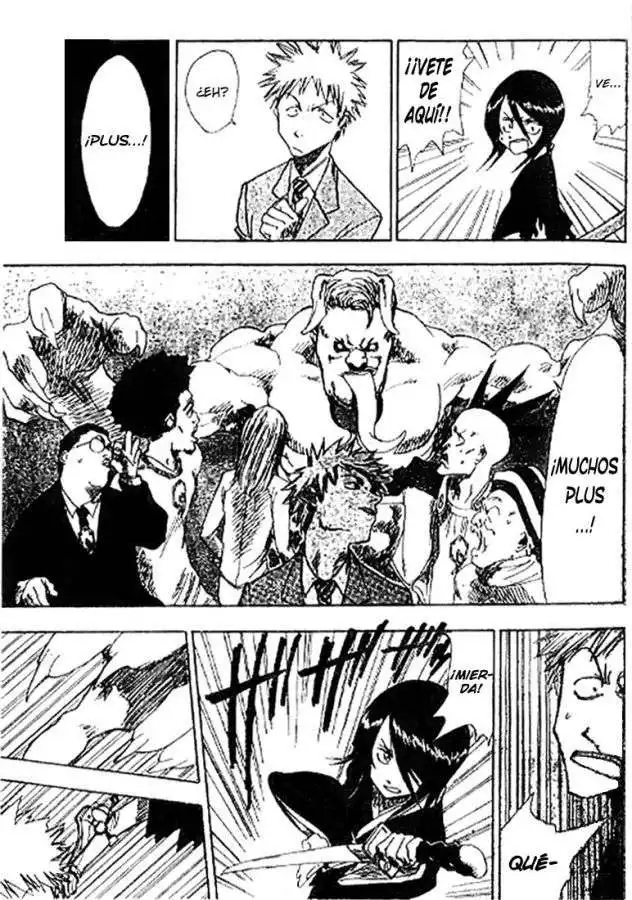 VE...
¡¡VETE
DE
AQUÍ!!
¿EH?
¡PLUS...!
¡MUCHOS
PLUS
...!
QUÉ-
¡MIER-
DA!